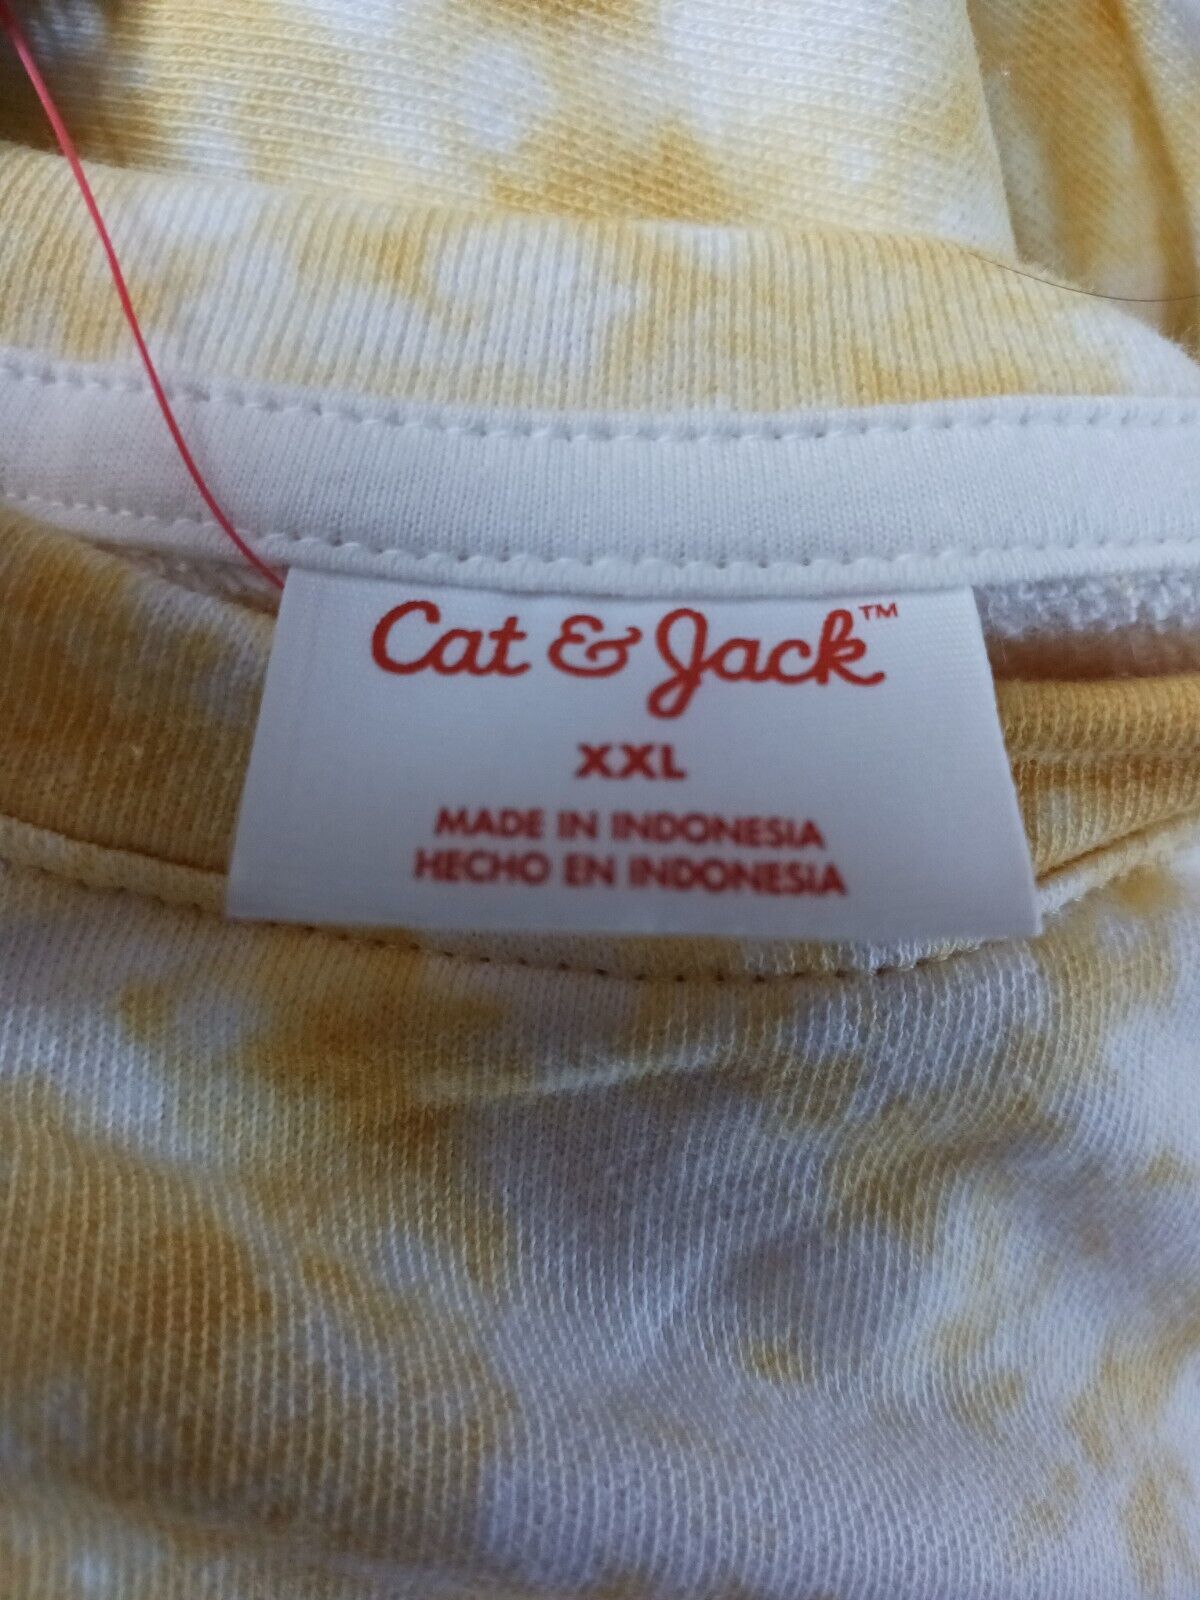 Cat & Jack™
XXL
MADE IN INDONESIA
HECHO EN INDONESIA